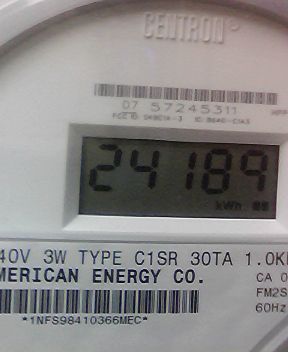 CENTRON®
07 57245311
24189
kWh
40V 3W TYPE C1SR 30TA 1.0K
MERICAN ENERGY CO.
CA 0
FM2S
60Hz
*1NFS98410366MEC*